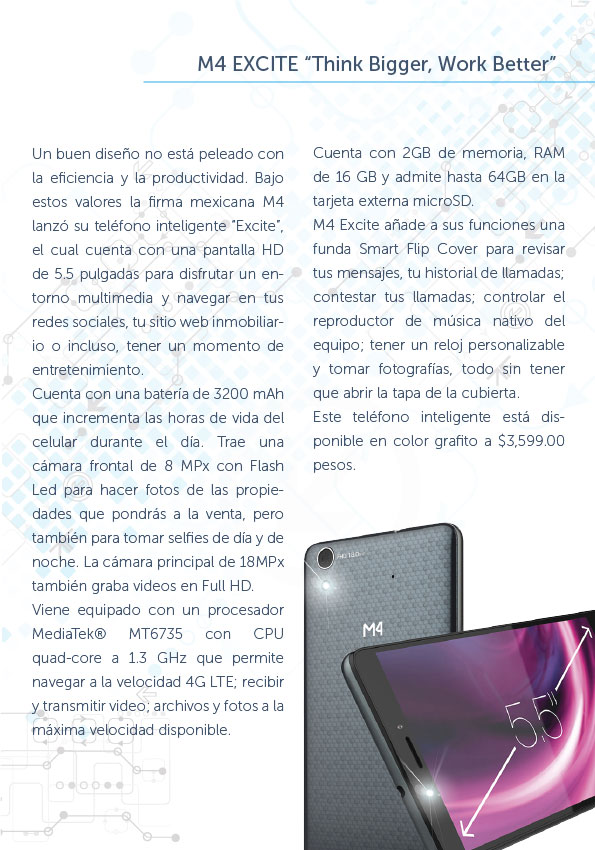 M4 EXCITE “Think Bigger, Work Better”
Un buen diseño no está peleado con
la eficiencia y la productividad. Bajo
estos valores la firma mexicana M4
lanzó su teléfono inteligente “Excite”,
el cual cuenta con una pantalla HD
de 5.5 pulgadas para disfrutar un en-
torno multimedia y navegar en tus
redes sociales, tu sitio web inmobiliar-
io o incluso, tener un momento de
entretenimiento.
Cuenta con una batería de 3200 mAh
que incrementa las horas de vida del
celular durante el día. Trae una
cámara frontal de 8 MPx con Flash
Led para hacer fotos de las propie-
dades que pondrás a la venta, pero
también para tomar selfies de día y de
noche. La cámara principal de 18MPx
también graba videos en Full HD.
Viene equipado con un procesador
MediaTek® MT6735 con CPU
quad-core a 1.3 GHz que permite
navegar a la velocidad 4G LTE; recibir
y transmitir video; archivos y fotos a la
máxima velocidad disponible.
Cuenta con 2GB de memoria, RAM
de 16 GB y admite hasta 64GB en la
tarjeta externa microSD.
M4 Excite añade a sus funciones una
funda Smart Flip Cover para revisar
tus mensajes, tu historial de llamadas;
contestar tus llamadas; controlar el
reproductor de música nativo del
equipo; tener un reloj personalizable
y tomar fotografías, todo sin tener
que abrir la tapa de la cubierta.
Este teléfono inteligente está dis-
ponible en color grafito a $3,599.00
pesos.
M4
5.5"